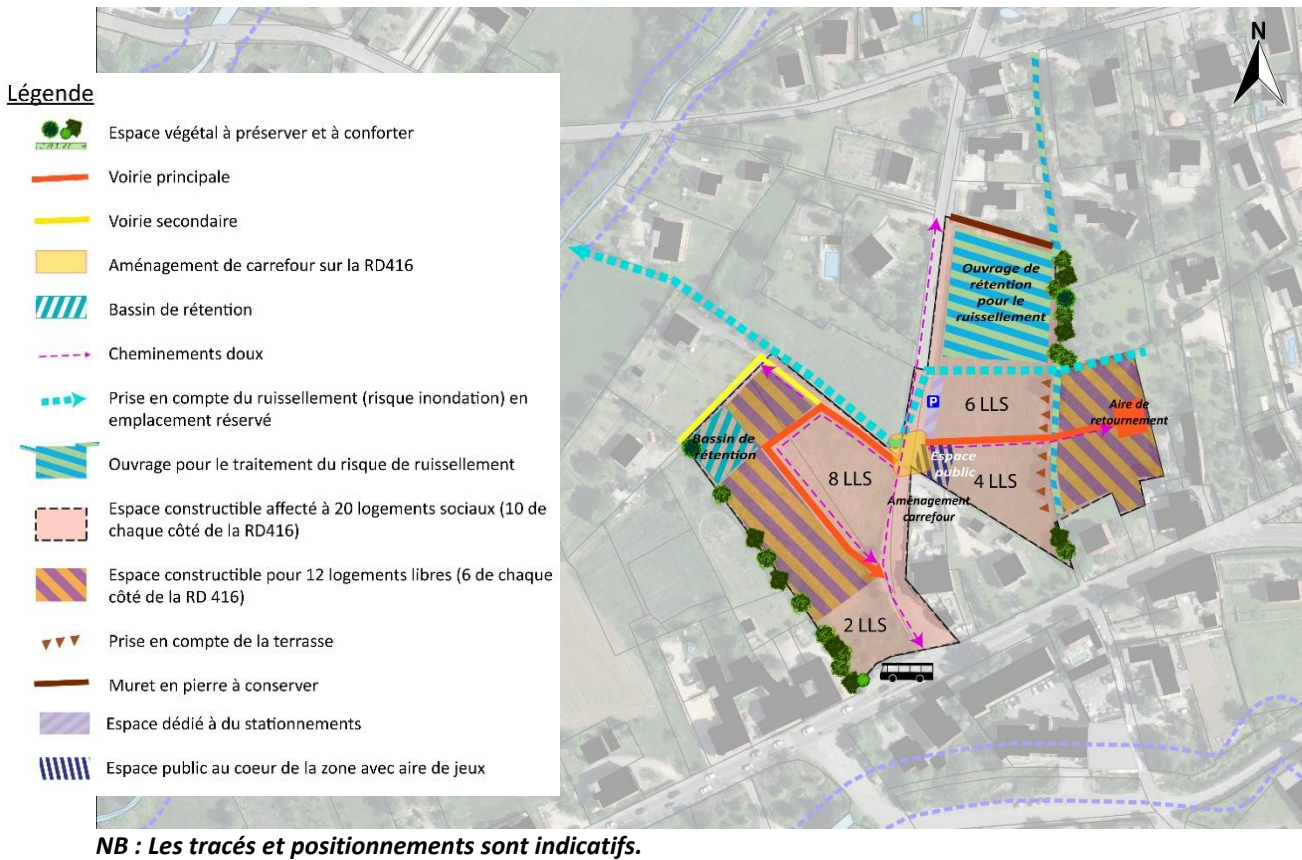 N
Légende
Espace végétal à préserver et à conforter
Voirie principale
Voirie secondaire
Aménagement de carrefour sur la RD416
Bassin de rétention
Cheminements doux
Prise en compte du ruissellement (risque inondation) en
emplacement réservé
Ouvrage pour le traitement du risque de ruissellement
Espace constructible affecté à 20 logements sociaux (10 de
chaque côté de la RD416)
Espace constructible pour 12 logements libres (6 de chaque
côté de la RD 416)
Prise en compte de la terrasse
Muret en pierre à conserver
Espace dédié à du stationnements
Espace public au coeur de la zone avec aire de jeux
Ouvrage de
rétention
pour le
ruissellement
P
6 LLS
Aire de
retournement
Bassin de
rétention
8 LLS
Espace
public
4 LLS
Aménagement
carrefour
2 LLS
NB : Les tracés et positionnements sont indicatifs.